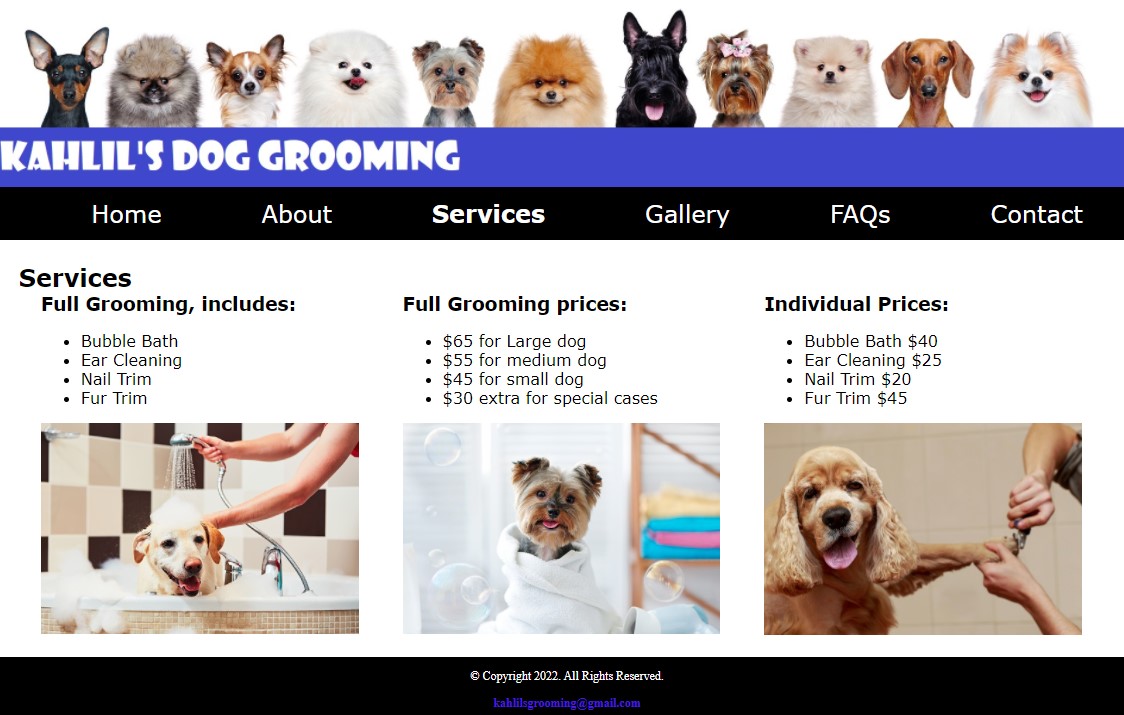 KAHLIL'S DOG GROOMING
Home About Services Gallery FAQs Contact
Services
Full Grooming, includes:
Bubble Bath
Ear Cleaning
Nail Trim
Fur Trim
Full Grooming prices:
$65 for Large dog
$55 for medium dog
$45 for small dog
$30 extra for special cases
Individual Prices:
Bubble Bath $40
Ear Cleaning $25
Nail Trim $20
Fur Trim $45
© Copyright 2022. All Rights Reserved.
kahlilsgrooming@gmail.com